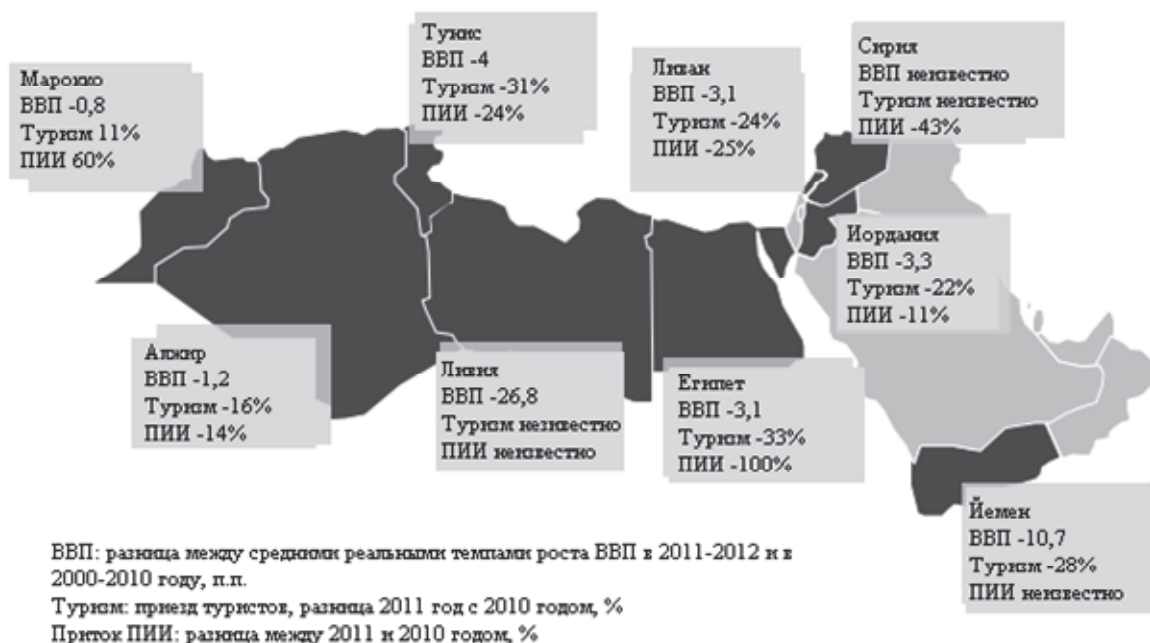 Тунис
ВВП -4
Туризм -31%
ПИИ -24%
Марокко
ВВП -0,8
Туризм 11%
ПИИ 60%
Ливан
ВВП -3,1
Туризм -24%
ПИИ -25%
Сирия
ВВП неизвестно
Туризм неизвестно
ПИИ -43%
Иордания
ВВП -3,3
Туризм -22%
ПИИ -11%
Алжир
ВВП -1,2
Туризм -16%
ПИИ -14%
Ливия
ВВП -26,8
Туризм незивестно
ПИИ неизвестно
Египет
ВВП -3,1
Туризм -33%
ПИИ -100%
Йемен
ВВП -10,7
Туризм -28%
ПИИ неизвестно
ВВП: разница между средними реальными темпами роста ВВП в 2011-2012 и в
2000-2010 году, п.п.
Туризм: приезд туристов, разница 2011 год с 2010 годом, %
Приток ПИИ: разница между 2011 и 2010 годом, %